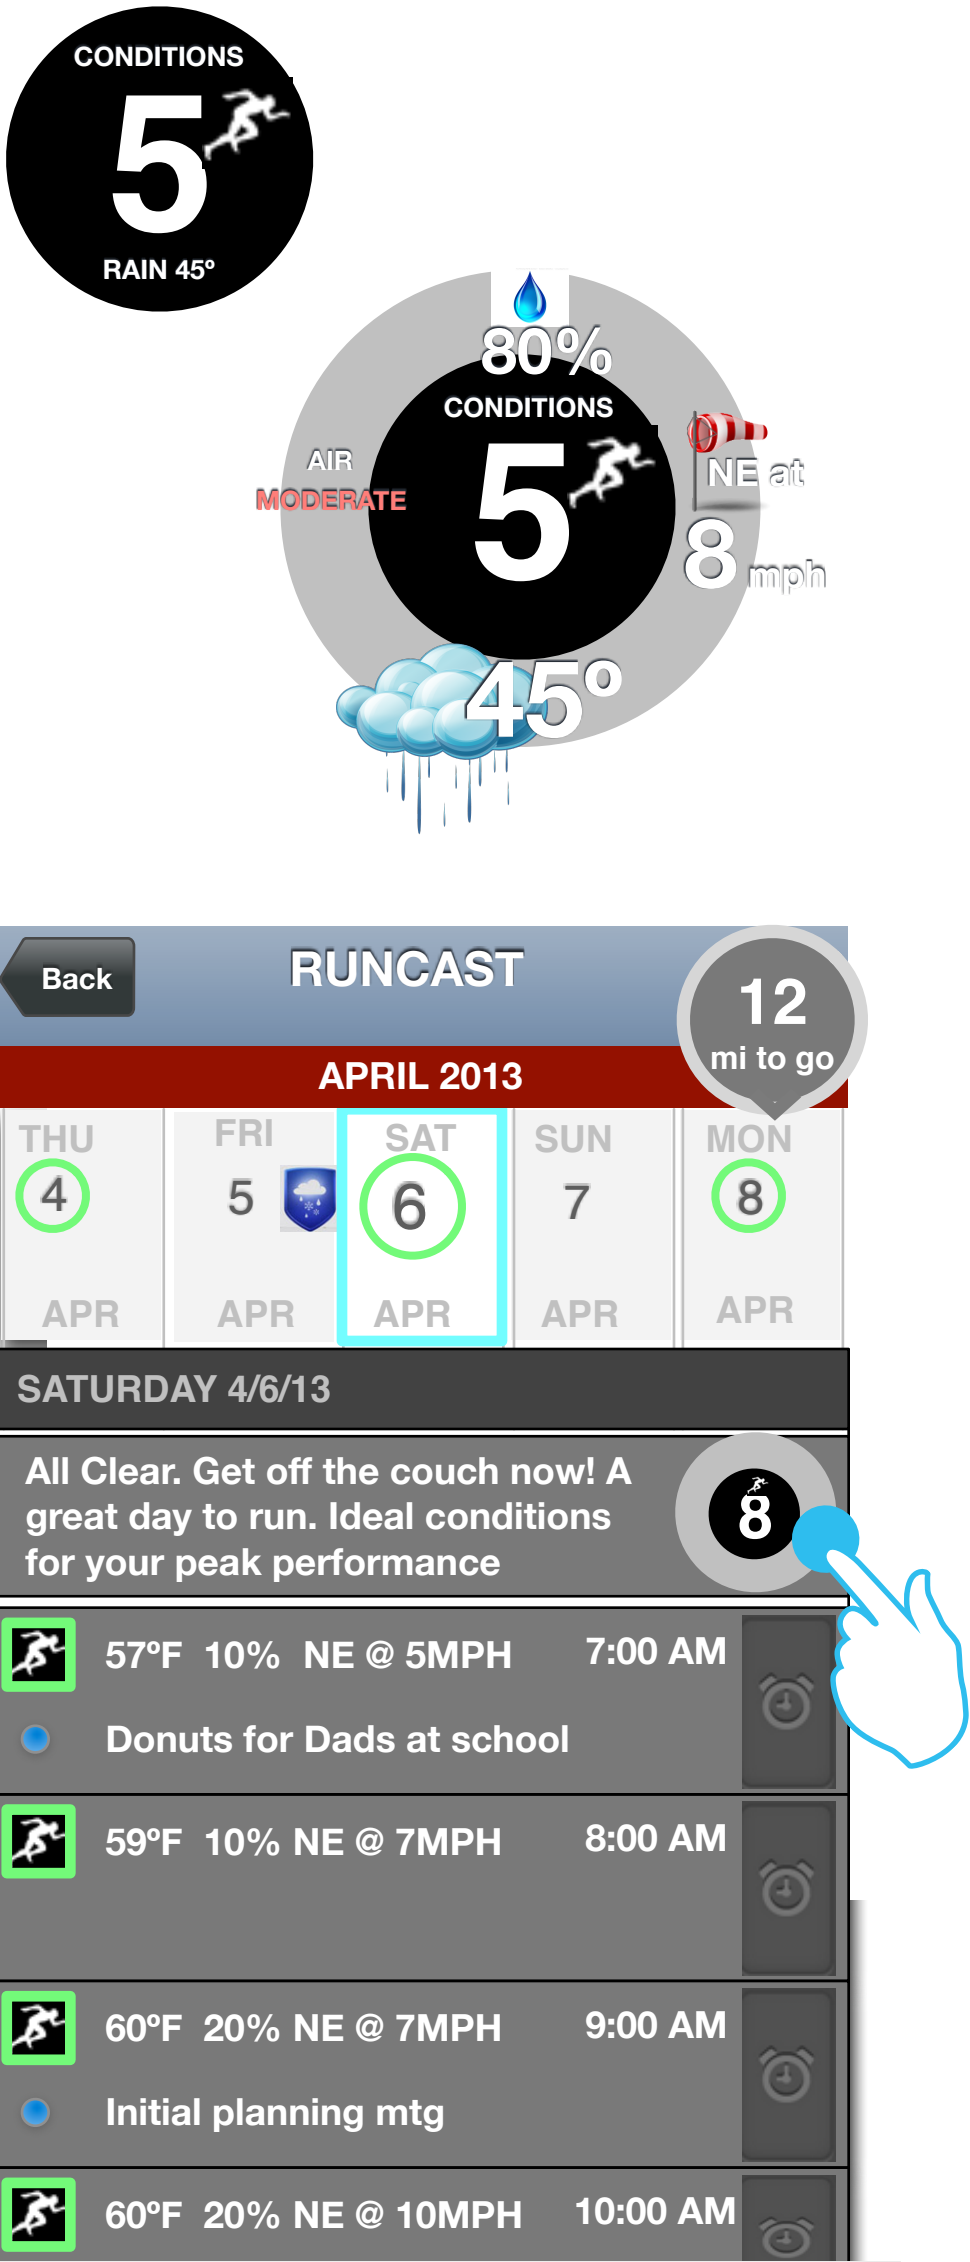 CONDITIONS
5
RAIN 45º
80%
CONDITIONS
5
AIR
MODERATE
NE at
8 mph
45º
Back
RUNCAST
12
mi to go
APRIL 2013
THU FRI SAT SUN MON
4 5 6 7 8
APR APR APR APR APR
SATURDAY 4/6/13
All Clear. Get off the couch now! A
great day to run. Ideal conditions
for your peak performance
8
57ºF 10% NE @ 5MPH 7:00 AM
Donuts for Dads at school
59ºF 10% NE @ 7MPH 8:00 AM
60ºF 20% NE @ 7MPH 9:00 AM
Initial planning mtg
60ºF 20% NE @ 10MPH 10:00 AM